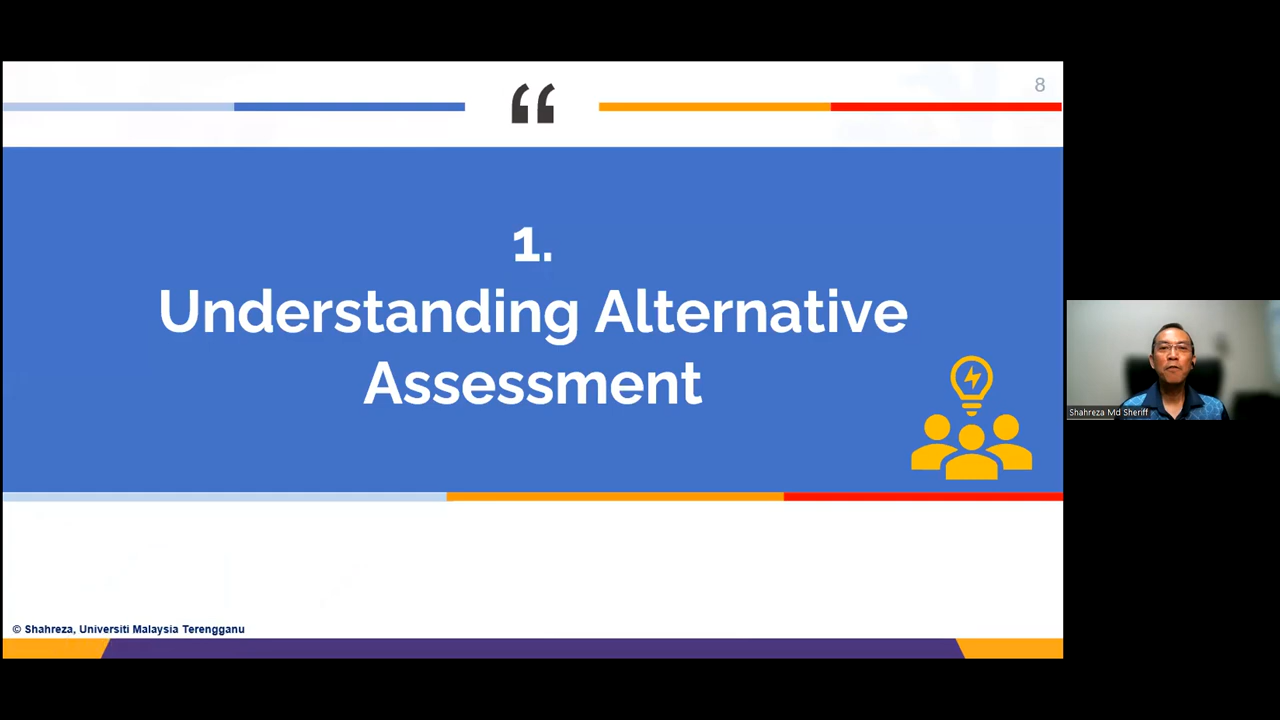 8
“
1.
Understanding Alternative
Assessment
Shahreza Md Sheriff
© Shahreza, Universiti Malaysia Terengganu